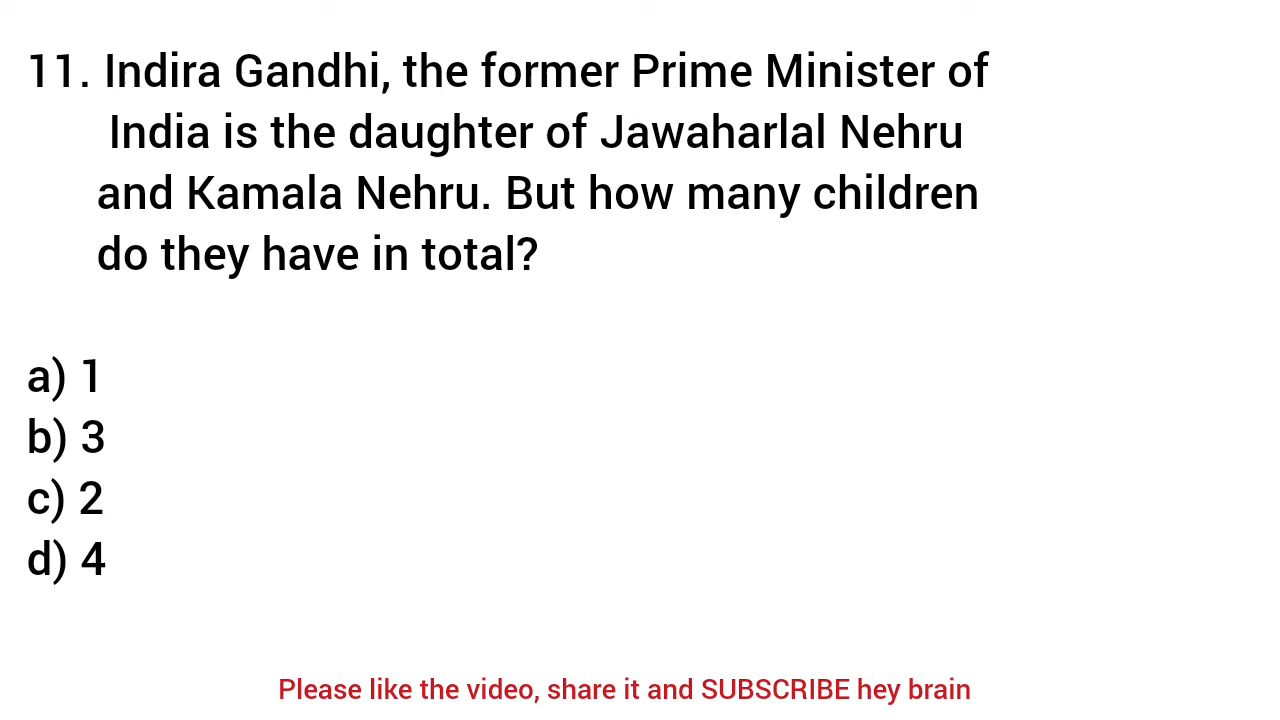 11. Indira Gandhi, the former Prime Minister of
India is the daughter of Jawaharlal Nehru
and Kamala Nehru. But how many children
do they have in total?
a) 1
b) 3
c) 2
d) 4
Please like the video, share it and SUBSCRIBE hey brain